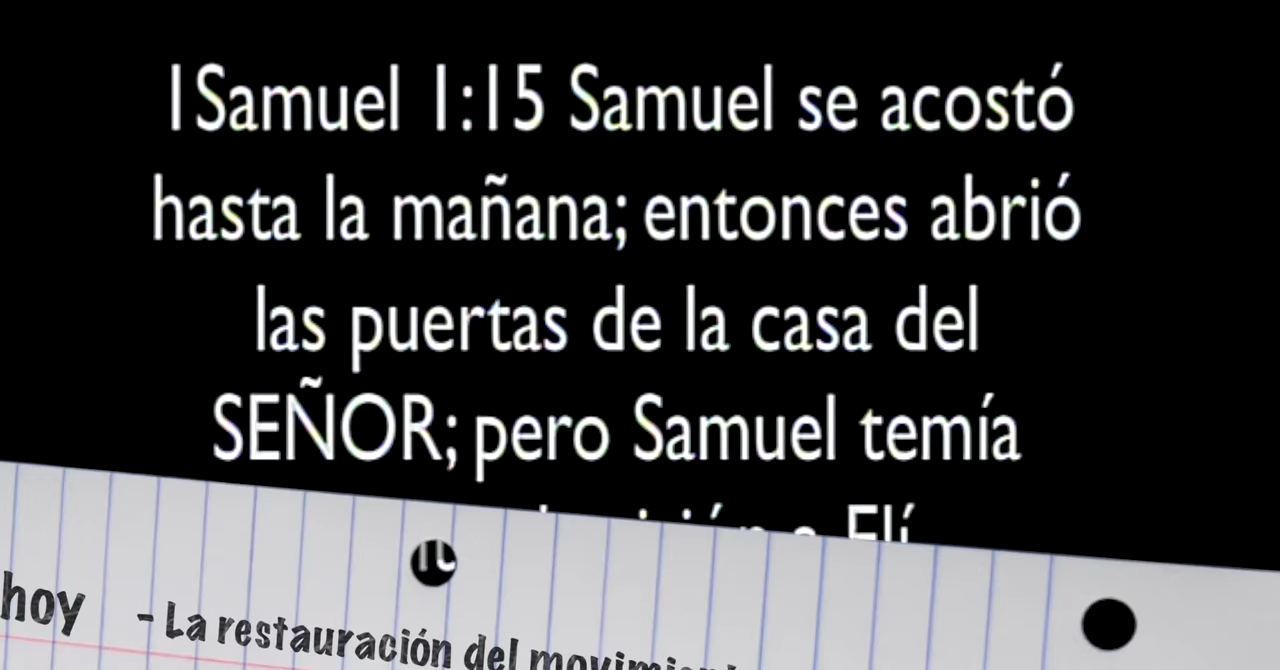 1Samuel 1:15 Samuel se acostó
hasta la mañana; entonces abrió
las puertas de la casa del
SEÑOR; pero Samuel temía
a Elí
hoy - La restauración del